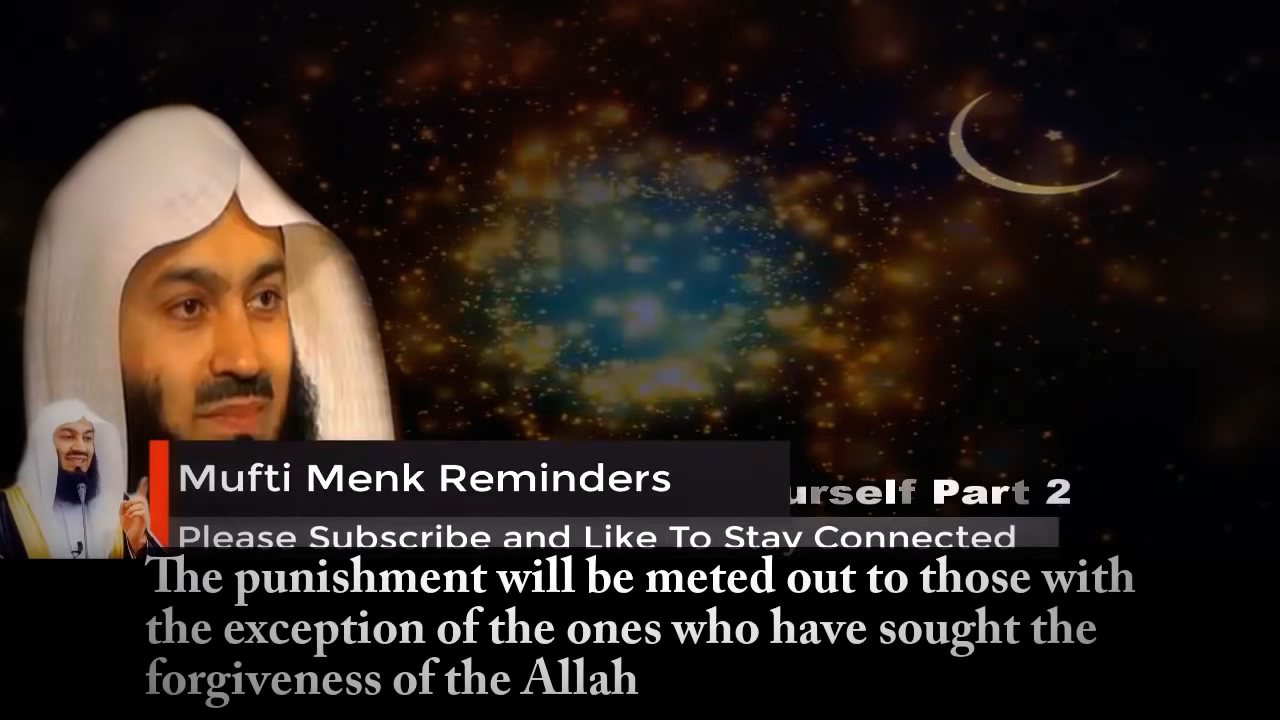 Mufti Menk Reminders
urself Part 2
Please Subscribe and Like To Stay Connected
The punishment will be meted out to those with
the exception of the ones who have sought the
forgiveness of the Allah